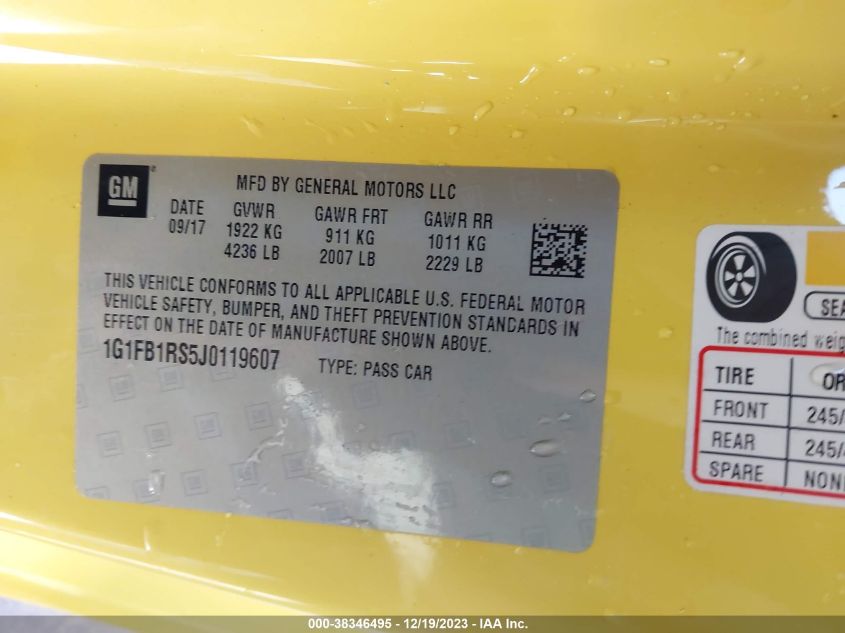 GM
MFD BY GENERAL MOTORS LLC
DATE GVWR GAWR FRT GAWR RR
09/17 1922 KG 911 KG 1011 KG
4236 LB 2007 LB 2229 LB
THIS VEHICLE CONFORMS TO ALL APPLICABLE U.S. FEDERAL MOTOR
VEHICLE SAFETY, BUMPER, AND THEFT PREVENTION STANDARDS IN
EFFECT ON THE DATE OF MANUFACTURE SHOWN ABOVE.
1G1FB1RS5J0119607 TYPE: PASS CAR
The combined
TIRE
FRONT 245/
REAR 245/
SPARE
000-38346495 - 12/19/2023 - IAA Inc.